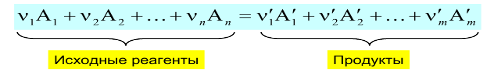 ν₁A₁ + ν₂A₂ + ... + νₙAₙ = ν′₁A′₁ + ν′₂A′₂ + ... + ν′ₘA′ₘ
Исходные реагенты Продукты